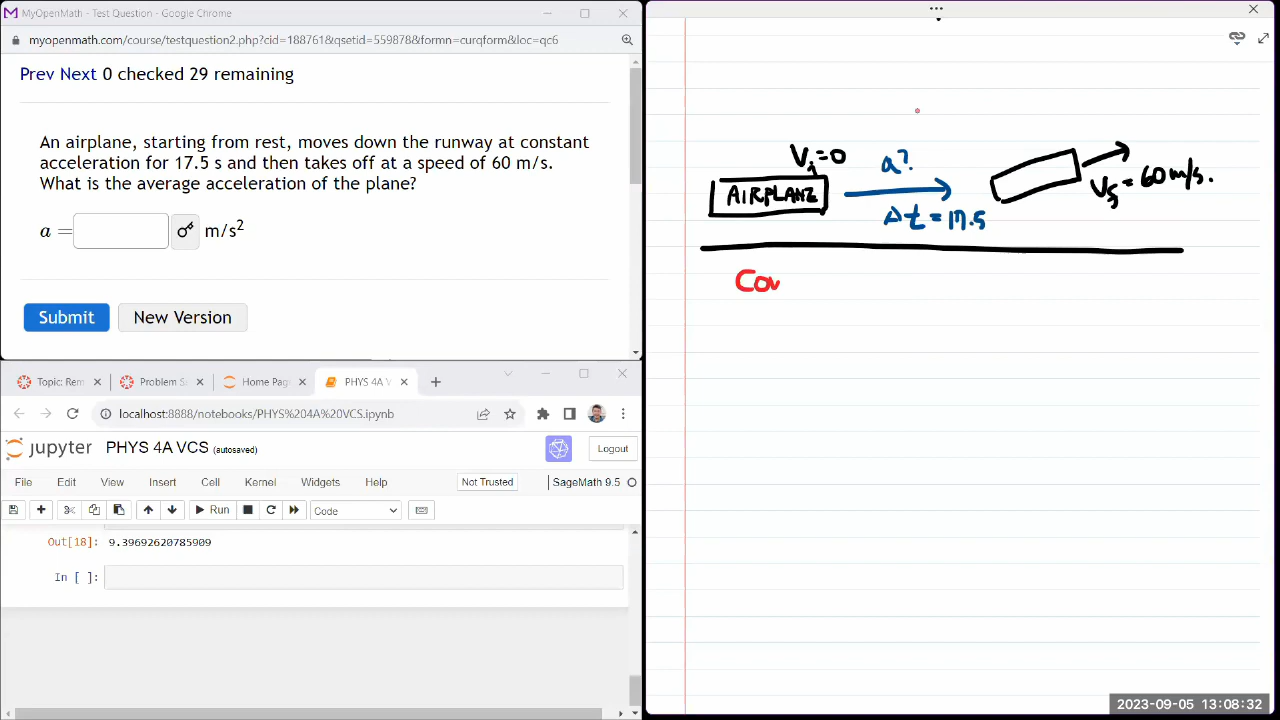 MyOpenMath - Test Question - Google Chrome
myopenmath.com/course/testquestion2.php?cid=188761&qsetid=559878&formn=curqform&loc=qc6
Prev Next 0 checked 29 remaining
An airplane, starting from rest, moves down the runway at constant
acceleration for 17.5 s and then takes off at a speed of 60 m/s.
What is the average acceleration of the plane?
a = m/s²
Submit New Version
Topic: Rem
Problem S
Home Page
PHYS 4A V
localhost:8888/notebooks/PHYS%204A%20VCS.ipynb
jupyter PHYS 4A VCS (autosaved)
Logout
File Edit View Insert Cell Kernel Widgets Help
Not Trusted
SageMath 9.5
Run
Code
Out[18]: 9.39692620785909
In [ ]:
Vi=0
a?
AIRPLANE
Δt = 17.5
Vf = 60 m/s.
Con
2023-09-05 13:08:32